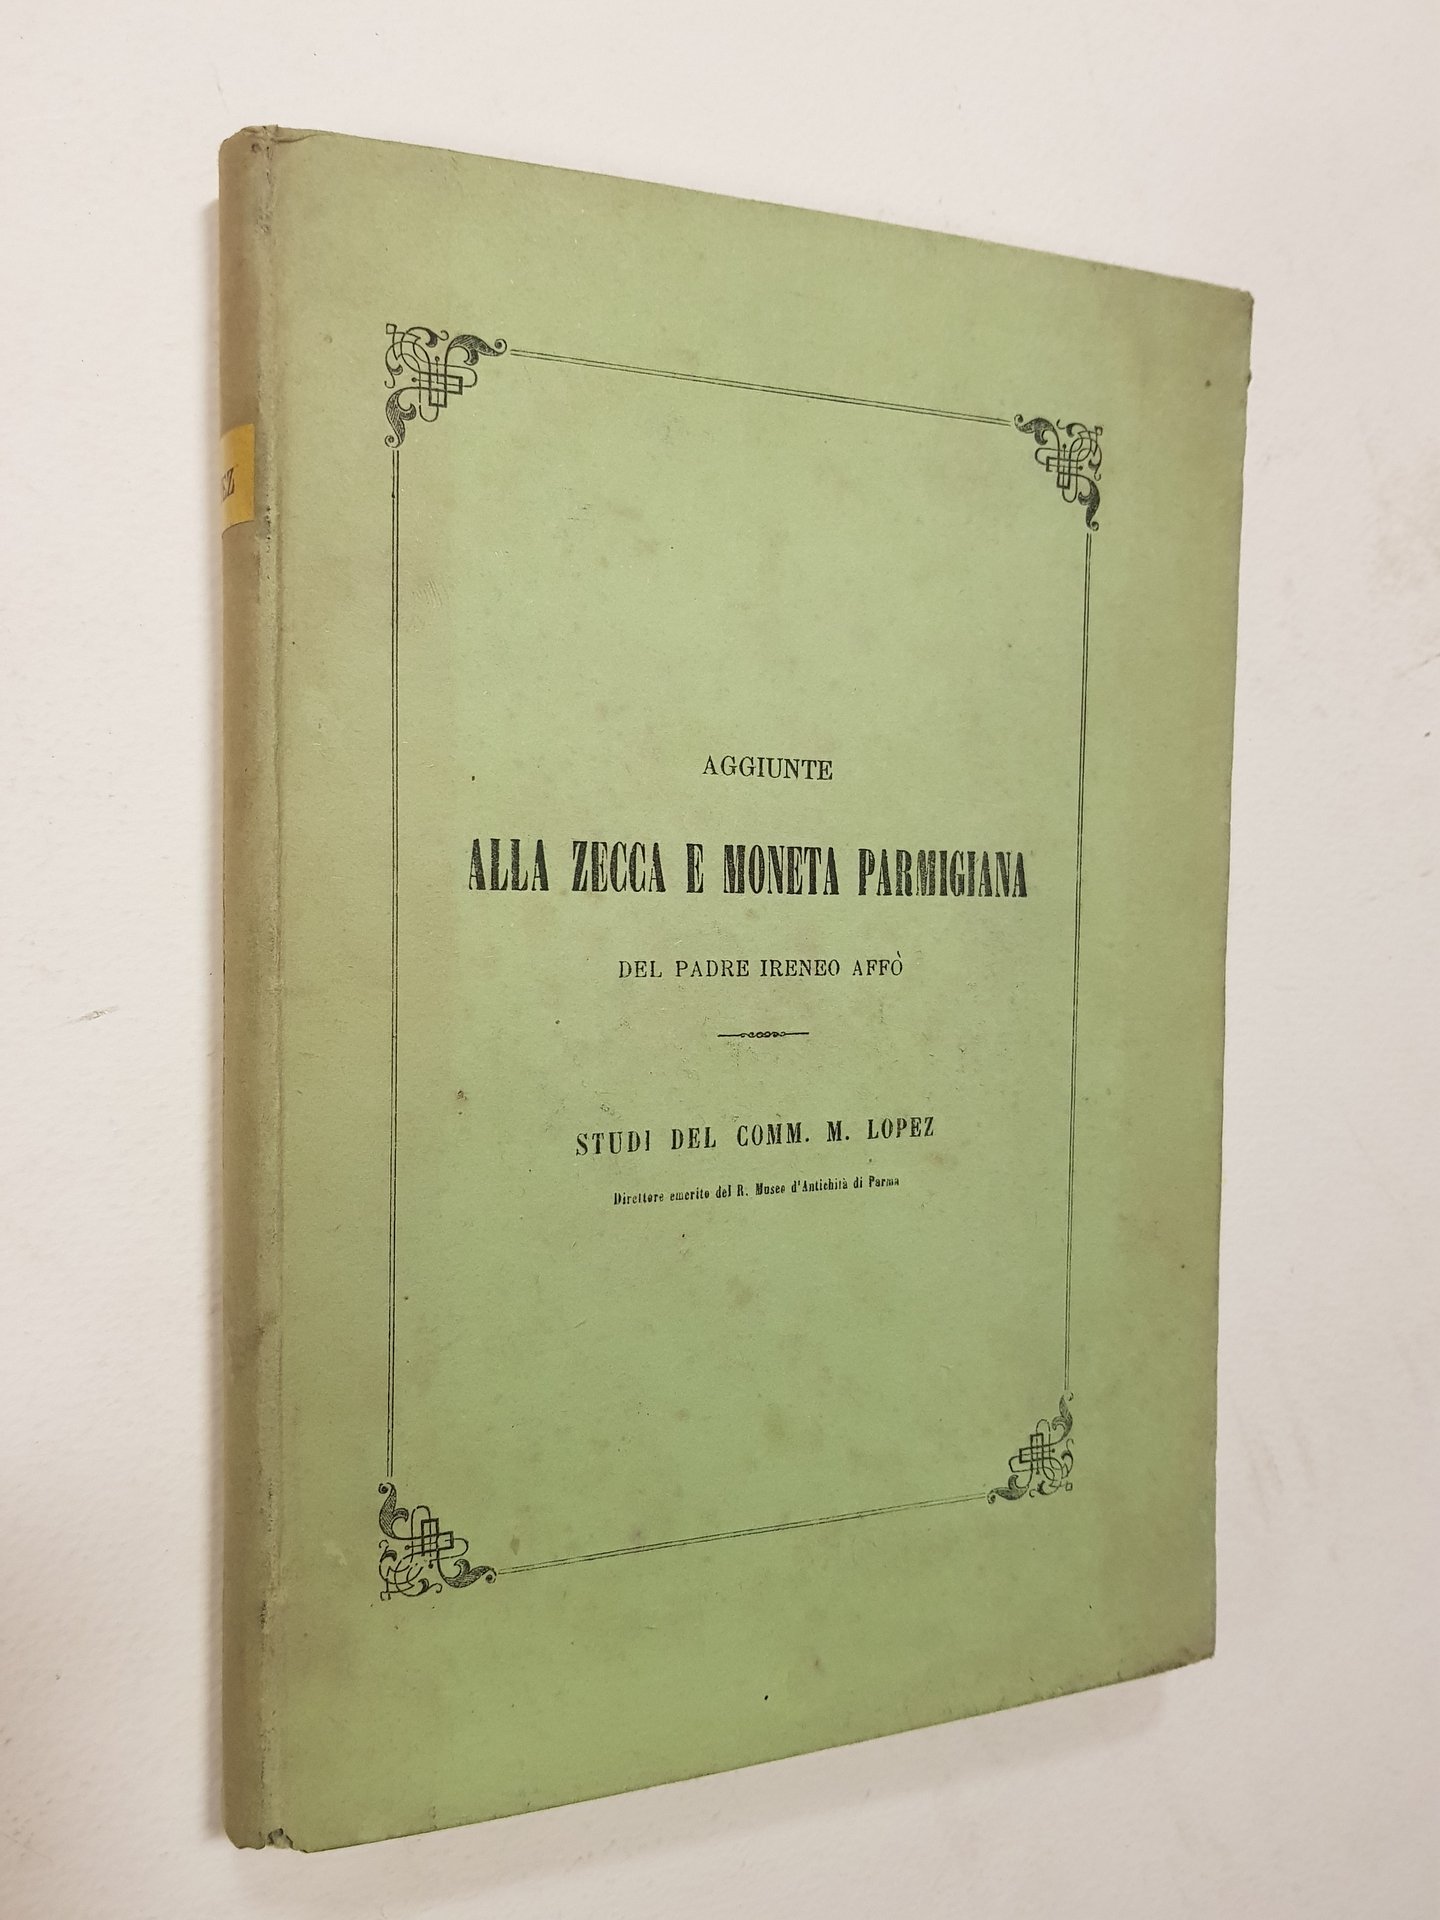 AGGIUNTE
ALLA ZECCA E MONETA PARMIGIANA
DEL PADRE IRENEO AFFÒ
STUDI DEL COMM. M. LOPEZ
Direttore emerito del R. Museo d'Antichità di Parma
EZ